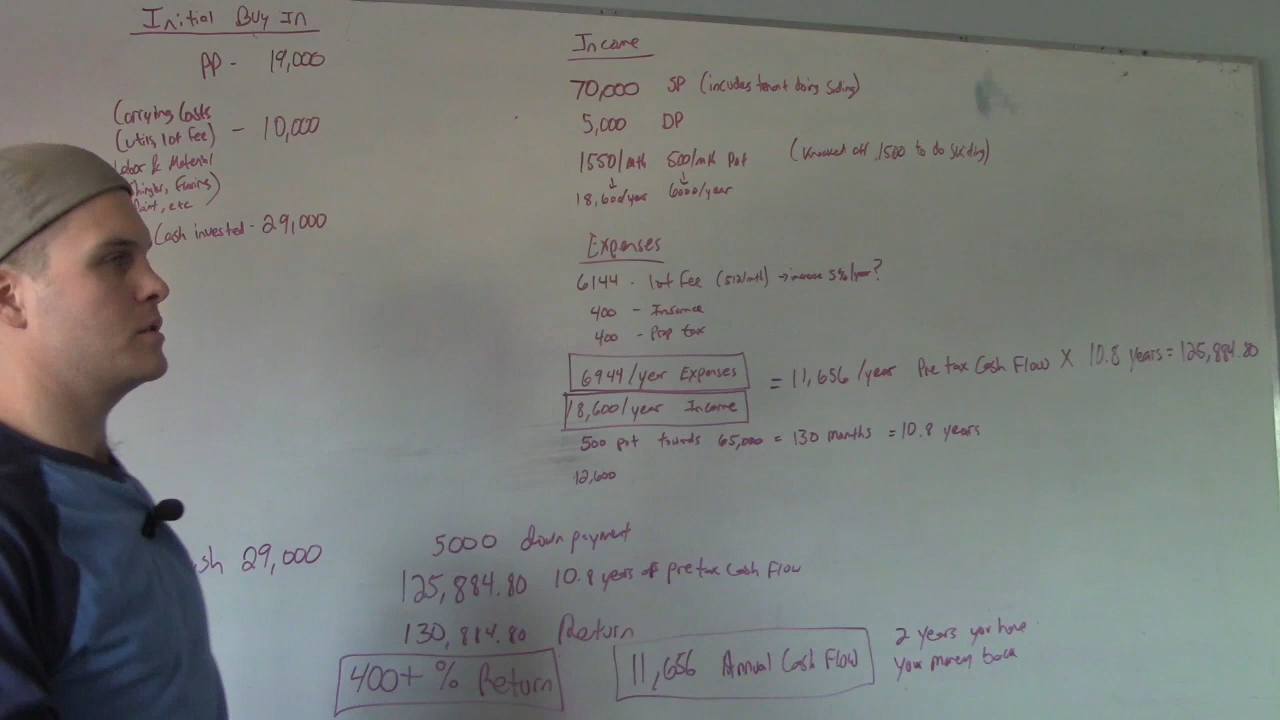 Initial Buy In
PP - 19,000
Carrying Costs
(utils, lot fee) - 10,000
Labor & Material
Paint, etc
Cash invested - 29,000
Income
70,000 SP (incudes tenant doing siding)
5,000 DP
1550/mth 500/mth Pot (knocked off 1500 to do siding)
18,600/year 6000/year
Expenses
6144 - lot Fee (512/mth) → increase 5%/year?
400 - Insurance
400 - Prop tax
6944/year Expenses
= 11,656/year Pre tax Cash Flow X 10.8 years = 125,884.80
18,600/year Income
500 pot towards 65,000 = 130 months = 10.8 years
12,600
sh 29,000
5000 down payment
125,884.80 10.8 years of pretax Cash Flow
130,884.80 Return
400+ % Return
11,656 Annual Cash Flow
2 years you have
your money back